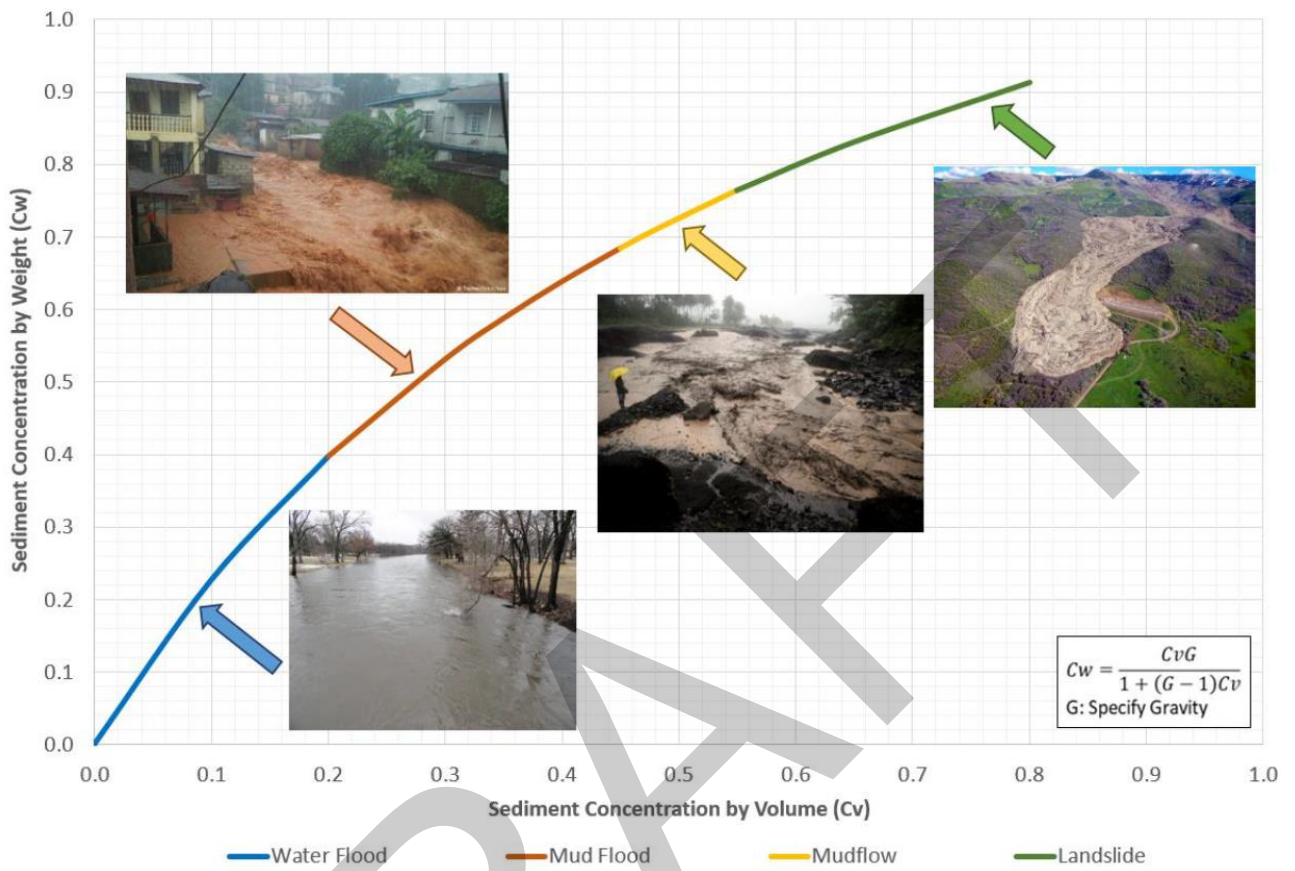 1.0
0.9
0.8
0.7
0.6
0.5
0.4
0.3
0.2
0.1
0.0
Sediment Concentration by Weight (Cw)
0.0 0.1 0.2 0.3 0.4 0.5 0.6 0.7 0.8 0.9 1.0
Sediment Concentration by Volume (Cv)
Cw = CvG / 1 + (G − 1)Cv
G: Specify Gravity
Water Flood Mud Flood Mudflow Landslide